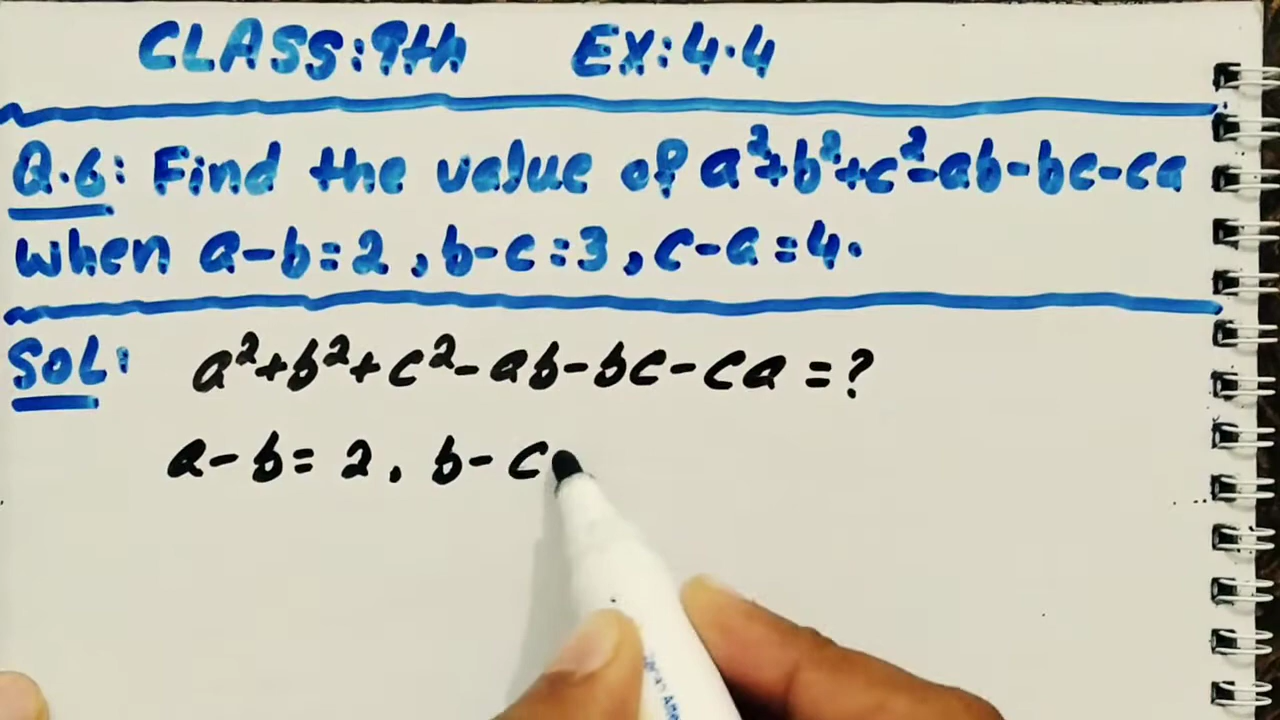 CLASS:9th EX:4.4
Q.6: Find the value of a²+b²+c²-ab-bc-ca
when a-b=2, b-c=3, c-a=4.
SOL: a²+b²+c²-ab-bc-ca=?
a-b=2, b-c